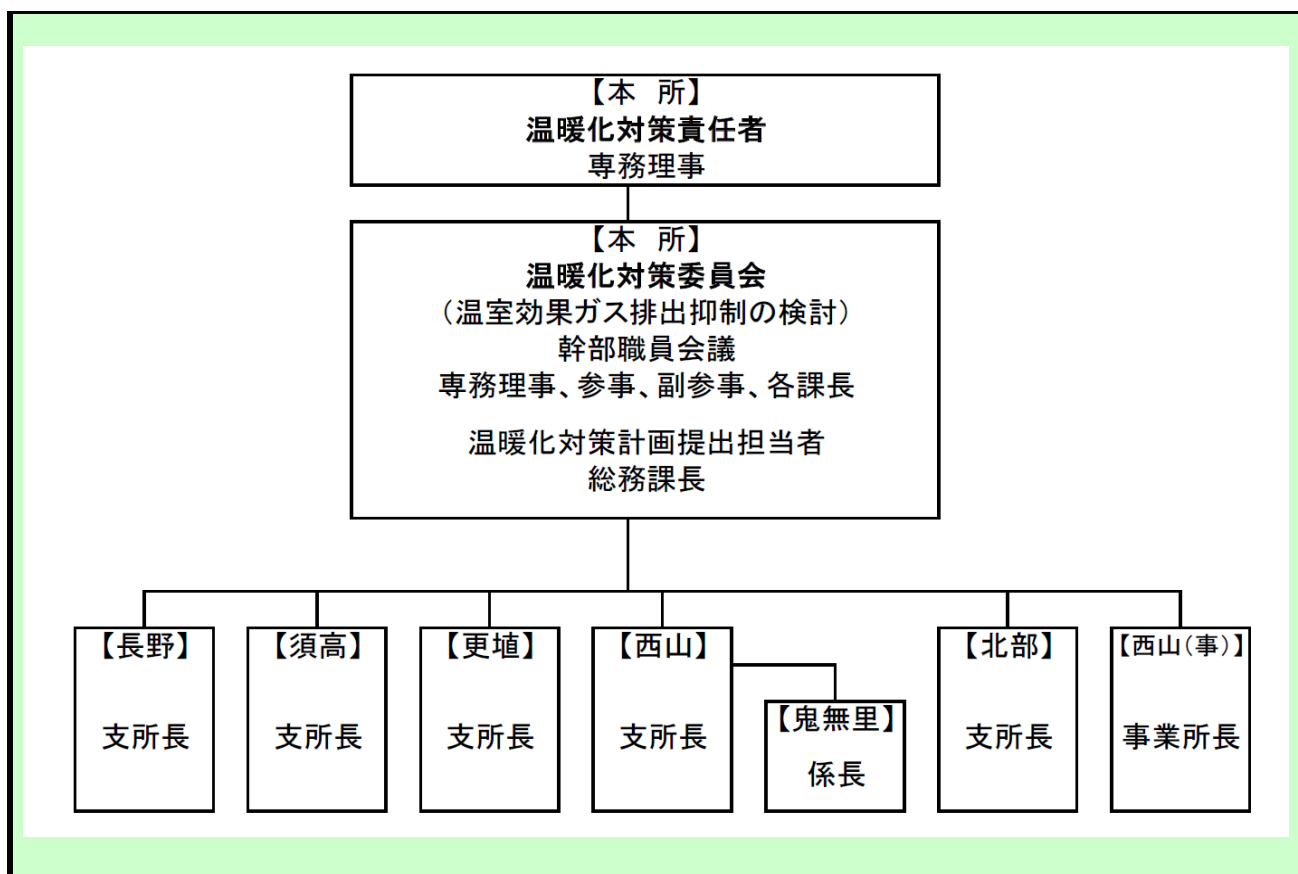 【本　所】
温暖化対策責任者
専務理事
【本　所】
温暖化対策委員会
（温室効果ガス排出抑制の検討）
幹部職員会議
専務理事、参事、副参事、各課長
温暖化対策計画提出担当者
総務課長
【長野】
支所長
【須高】
支所長
【更埴】
支所長
【西山】
支所長
【鬼無里】
係長
【北部】
支所長
【西山（事）】
事業所長